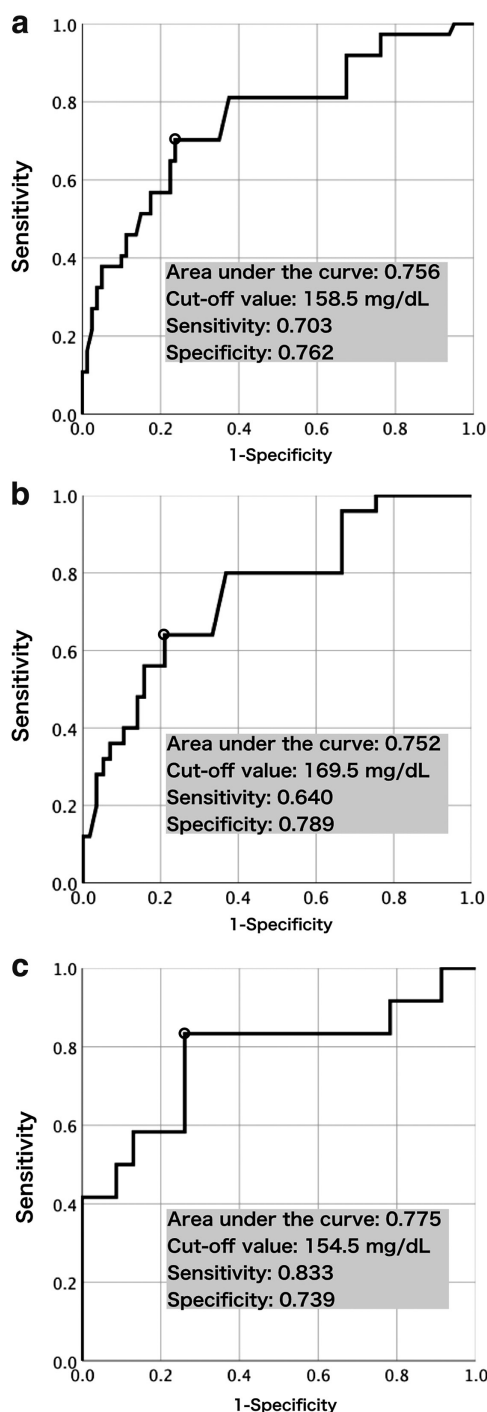 a
1.0
0.8
0.6
0.4
0.2
0.0
Sensitivity
Area under the curve: 0.756
Cut-off value: 158.5 mg/dL
Sensitivity: 0.703
Specificity: 0.762
0.0 0.2 0.4 0.6 0.8 1.0
1-Specificity
b
1.0
0.8
0.6
0.4
0.2
0.0
Sensitivity
Area under the curve: 0.752
Cut-off value: 169.5 mg/dL
Sensitivity: 0.640
Specificity: 0.789
0.0 0.2 0.4 0.6 0.8 1.0
1-Specificity
c
1.0
0.8
0.6
0.4
0.2
0.0
Sensitivity
Area under the curve: 0.775
Cut-off value: 154.5 mg/dL
Sensitivity: 0.833
Specificity: 0.739
0.0 0.2 0.4 0.6 0.8 1.0
1-Specificity